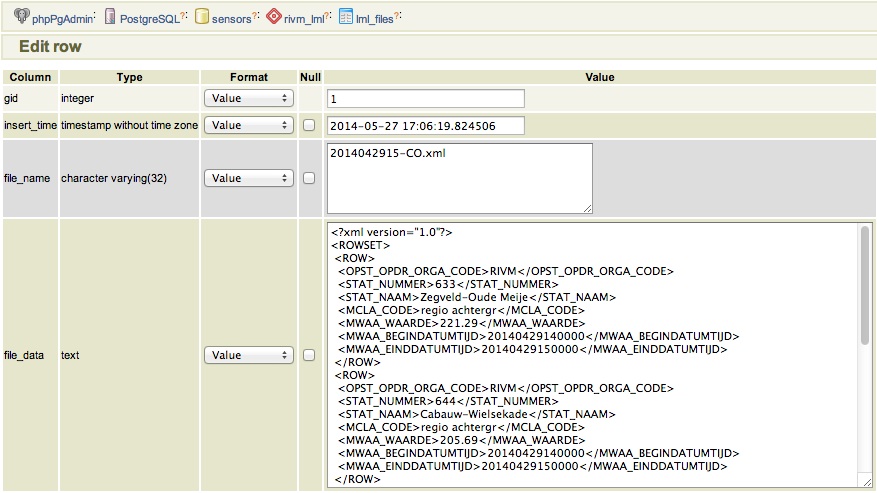 phpPgAdmin?: PostgreSQL?: sensors?: rivm_lml?: lml_files?:
Edit row
Column Type Format Null Value
gid integer Value 1
insert_time timestamp without time zone Value 2014-05-27 17:06:19.824506
file_name character varying(32) Value 2014042915-CO.xml
file_data text Value
<?xml version="1.0"?>
<ROWSET>
<ROW>
<OPST_OPDR_ORGA_CODE>RIVM</OPST_OPDR_ORGA_CODE>
<STAT_NUMMER>633</STAT_NUMMER>
<STAT_NAAM>Zegveld-Oude Meije</STAT_NAAM>
<MCLA_CODE>regio achtergr</MCLA_CODE>
<MWAA_WAARDE>221.29</MWAA_WAARDE>
<MWAA_BEGINDATUMTIJD>20140429140000</MWAA_BEGINDATUMTIJD>
<MWAA_EINDDATUMTIJD>20140429150000</MWAA_EINDDATUMTIJD>
</ROW>
<ROW>
<OPST_OPDR_ORGA_CODE>RIVM</OPST_OPDR_ORGA_CODE>
<STAT_NUMMER>644</STAT_NUMMER>
<STAT_NAAM>Cabauw-Wielsekade</STAT_NAAM>
<MCLA_CODE>regio achtergr</MCLA_CODE>
<MWAA_WAARDE>205.69</MWAA_WAARDE>
<MWAA_BEGINDATUMTIJD>20140429140000</MWAA_BEGINDATUMTIJD>
<MWAA_EINDDATUMTIJD>20140429150000</MWAA_EINDDATUMTIJD>
</ROW>